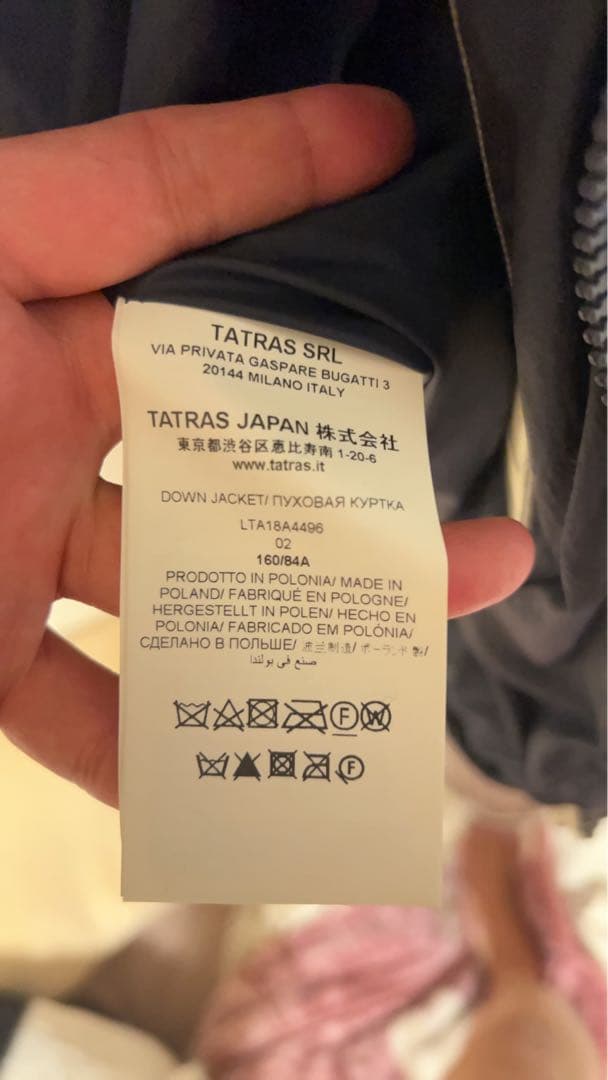 TATRAS SRL
VIA PRIVATA GASPARE BUGATTI 3
20144 MILANO ITALY
TATRAS JAPAN 株式会社
東京都渋谷区恵比寿南 1-20-6
www.tatras.it
DOWN JACKET/ ПУХОВАЯ КУРТКА
LTA18A4496
02
160/84A
PRODOTTO IN POLONIA/ MADE IN
POLAND/ FABRIQUÉ EN POLOGNE/
HERGESTELLT IN POLEN/ HECHO EN
POLONIA/ FABRICADO EM POLÓNIA/
СДЕЛАНО В ПОЛЬШЕ/ 波兰制造/ ポーランド製/
صنع في بولندا
F W
F